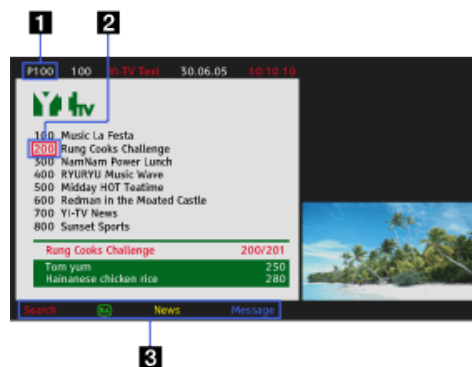 1 2
P100 100 YI-TV Text 30.06.05 10:10:10
YI tv
100 Music La Festa
200 Rung Cooks Challenge
300 NamNam Power Lunch
400 RYURYU Music Wave
500 Midday HOT Teatime
600 Redman in the Moated Castle
700 YI-TV News
800 Sunset Sports
Rung Cooks Challenge 200/201
Tom yum 250
Hainanese chicken rice 280
Search News Message
3